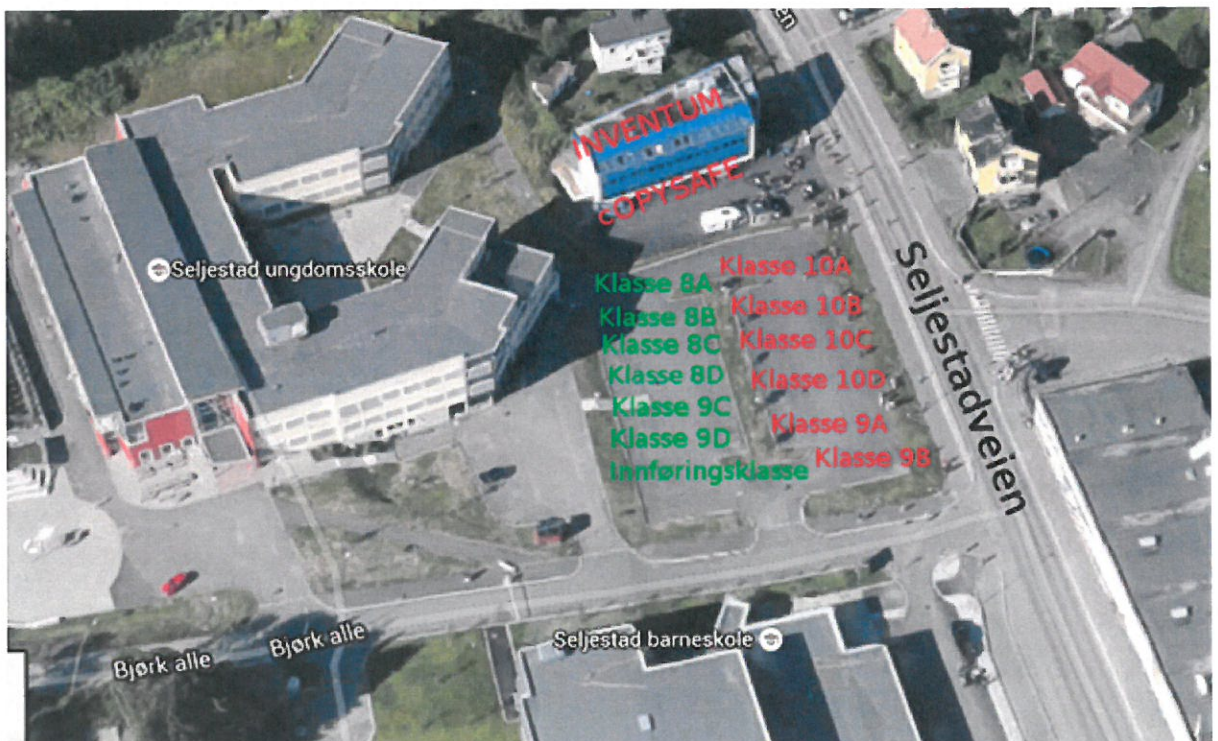 en
INVENTUM
COPYSAFE
Seljestad ungdomsskole
Klasse 8A
Klasse 8B
Klasse 8C
Klasse 8D
Klasse 9C
Klasse 9D
Innføringsklasse
Klasse 10A
Klasse 10B
Klasse 10C
Klasse 10D
Klasse 9A
Klasse 9B
Seljestadveien
Bjørk alle
Bjørk alle
Seljestad barneskole